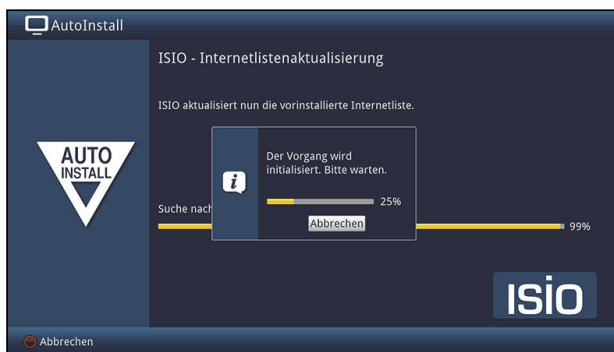 AutoInstall
ISIO - Internetlistenaktualisierung
ISIO aktualisiert nun die vorinstallierte Internetliste.
AUTO
INSTALL
Der Vorgang wird
initialisiert. Bitte warten.
25%
Abbrechen
Suche nach
99%
ISIO
Abbrechen